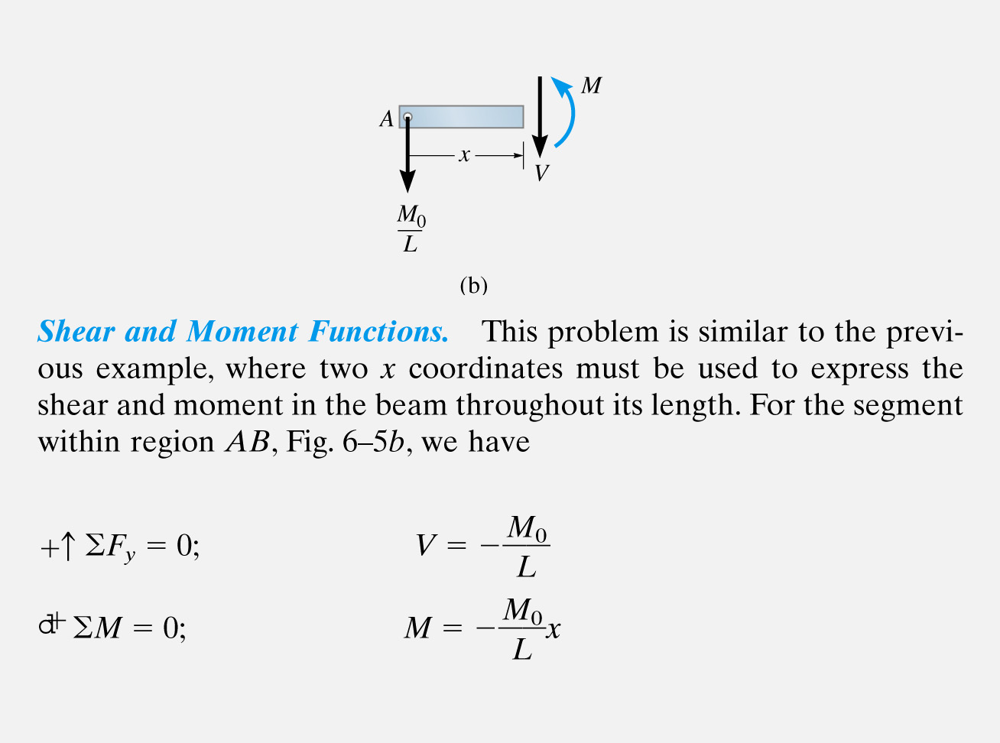 M
A
x
V
M₀
L
(b)
Shear and Moment Functions. This problem is similar to the previ-
ous example, where two x coordinates must be used to express the
shear and moment in the beam throughout its length. For the segment
within region AB, Fig. 6–5b, we have
+↑ ΣF_y = 0; V = −M₀/L
↺+ ΣM = 0; M = −M₀/L x